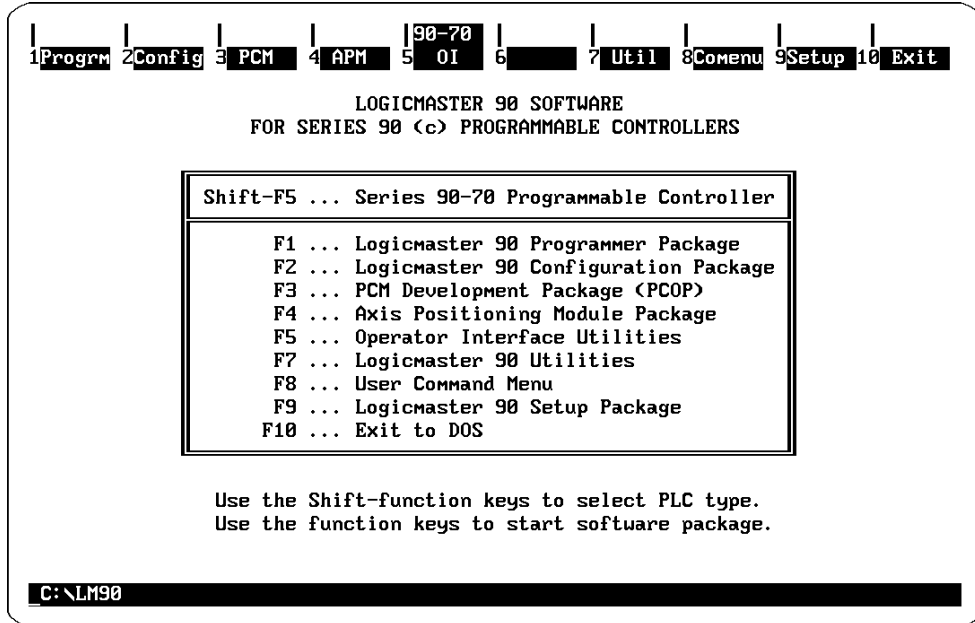 90-70
1Progrm 2Config 3 PCM 4 APM 5 OI 6 7 Util 8Comenu 9Setup 10 Exit
LOGICMASTER 90 SOFTWARE
FOR SERIES 90 (c) PROGRAMMABLE CONTROLLERS
Shift-F5 ... Series 90-70 Programmable Controller
F1 ... Logicmaster 90 Programmer Package
F2 ... Logicmaster 90 Configuration Package
F3 ... PCM Development Package (PCOP)
F4 ... Axis Positioning Module Package
F5 ... Operator Interface Utilities
F7 ... Logicmaster 90 Utilities
F8 ... User Command Menu
F9 ... Logicmaster 90 Setup Package
F10 ... Exit to DOS
Use the Shift-function keys to select PLC type.
Use the function keys to start software package.
_C:\LM90